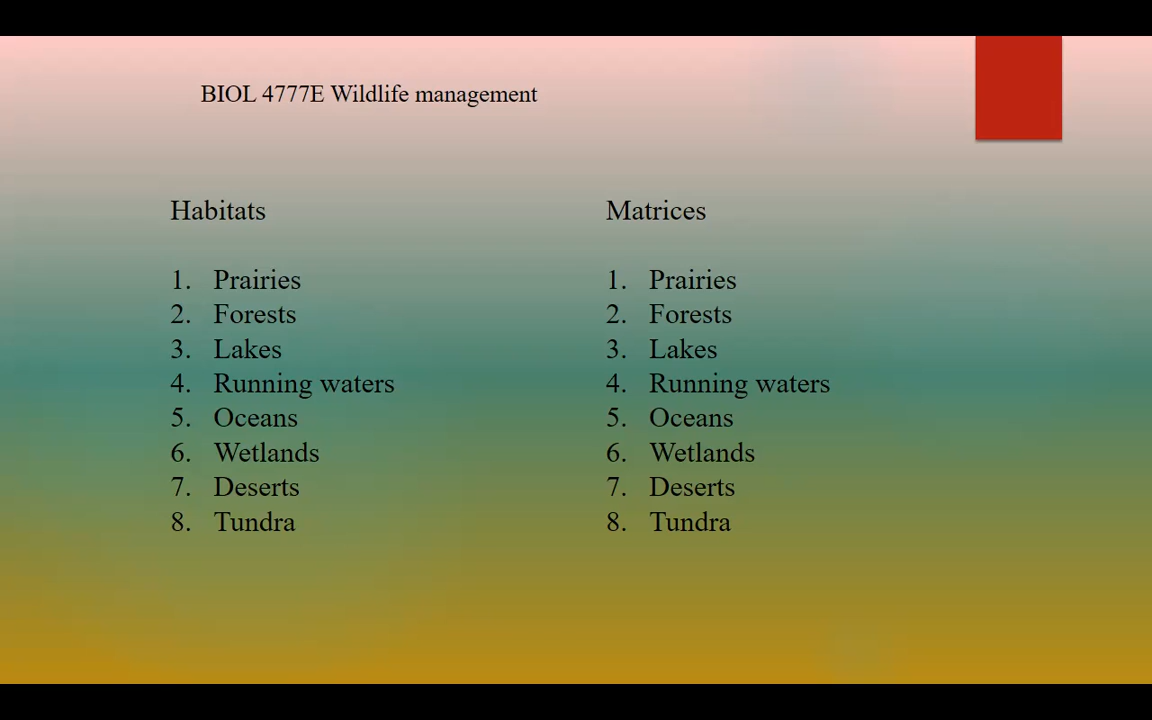 BIOL 4777E Wildlife management
Habitats
1. Prairies
2. Forests
3. Lakes
4. Running waters
5. Oceans
6. Wetlands
7. Deserts
8. Tundra
Matrices
1. Prairies
2. Forests
3. Lakes
4. Running waters
5. Oceans
6. Wetlands
7. Deserts
8. Tundra